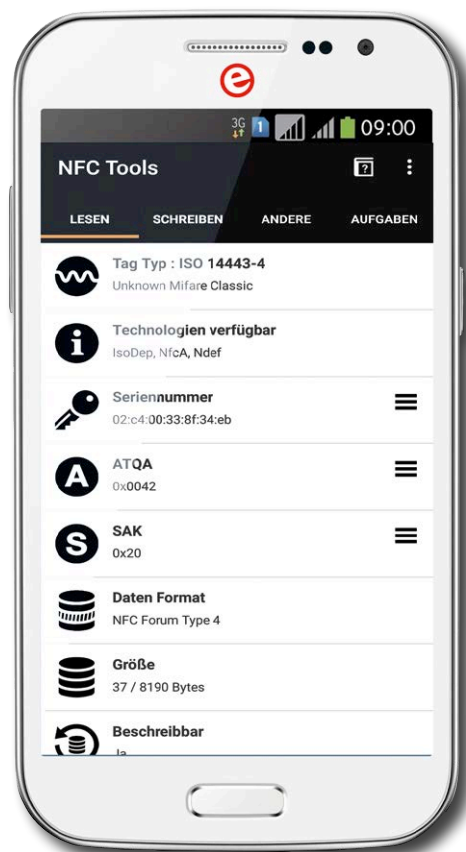 e
3G 1 09:00
NFC Tools ?
LESEN SCHREIBEN ANDERE AUFGABEN
Tag Typ : ISO 14443-4
Unknown Mifare Classic
i
Technologien verfügbar
IsoDep, NfcA, Ndef
Seriennummer
02:c4:00:33:8f:34:eb
A
ATQA
0x0042
S
SAK
0x20
Daten Format
NFC Forum Type 4
Größe
37 / 8190 Bytes
Beschreibbar
Ja